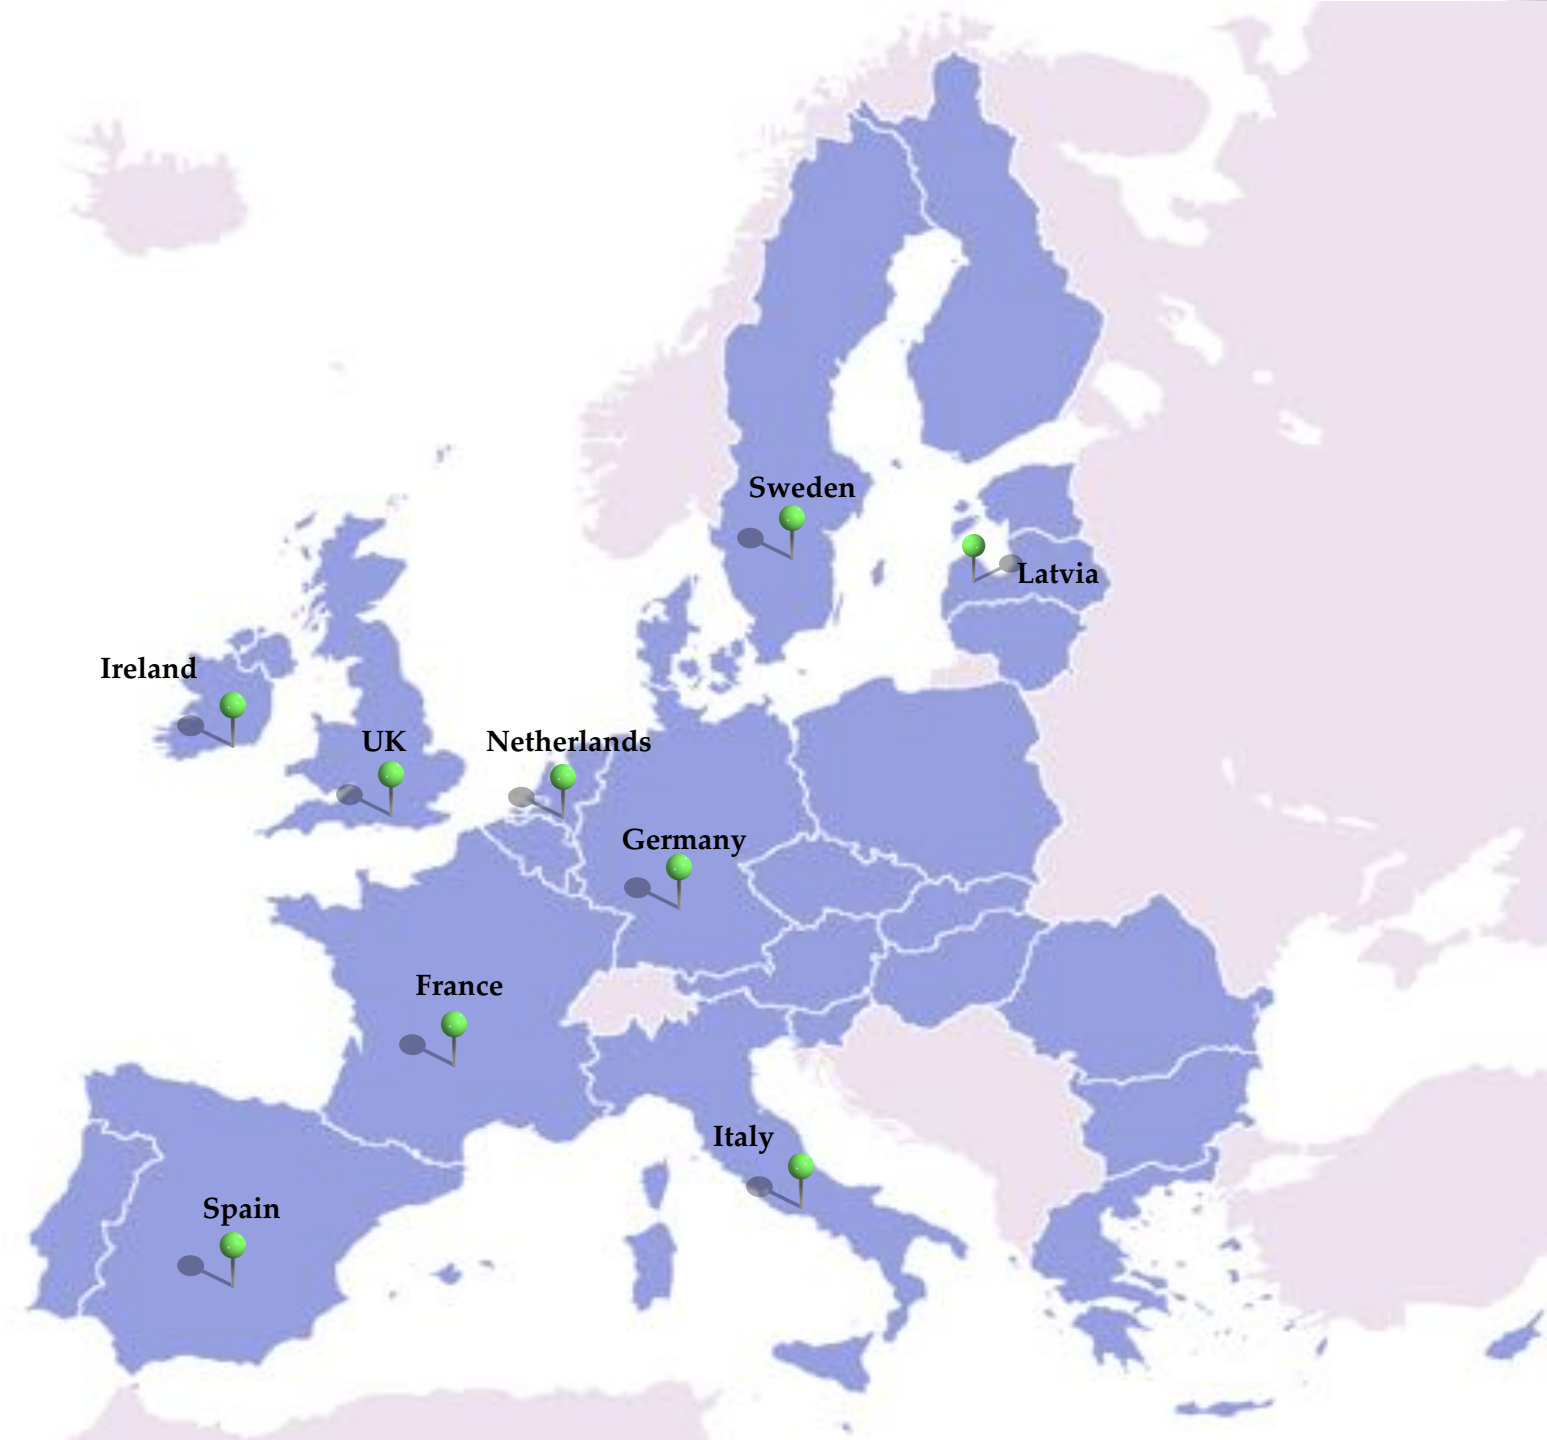 Sweden
Latvia
Ireland
UK
Netherlands
Germany
France
Italy
Spain